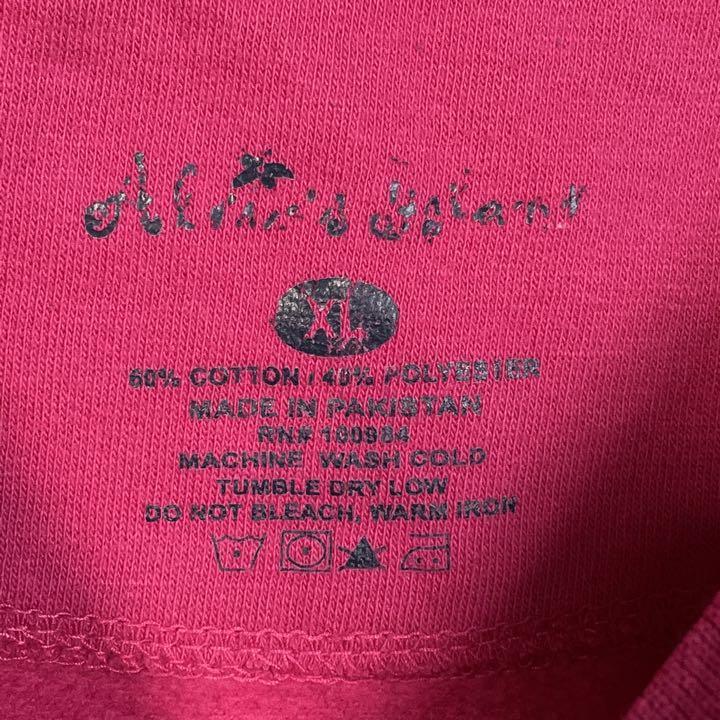 XL
60% COTTON / 40% POLYESTER
MADE IN PAKISTAN
RN# 100984
MACHINE WASH COLD
TUMBLE DRY LOW
DO NOT BLEACH, WARM IRON